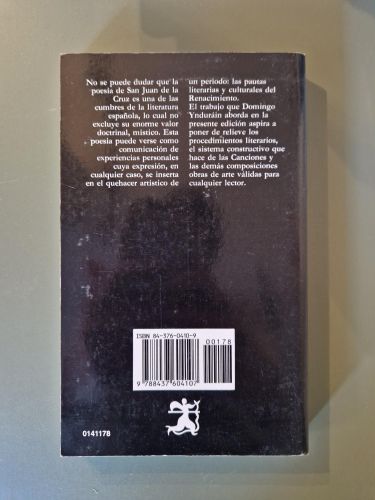 No se puede dudar que la
poesía de San Juan de la
Cruz es una de las
cumbres de la literatura
española, lo cual no
excluye su enorme valor
doctrinal, místico. Esta
poesía puede verse como
comunicación de
experiencias personales
cuya expresión, en
cualquier caso, se inserta
en el quehacer artístico de
un período: las pautas
literarias y culturales del
Renacimiento.
El trabajo que Domingo
Ynduráin aborda en la
presente edición aspira a
poner de relieve los
procedimientos literarios,
el sistema constructivo que
hace de las Canciones y
las demás composiciones
obras de arte válidas para
cualquier lector.
ISBN 84-376-0410-9
00178
9 788437 604107
0141178